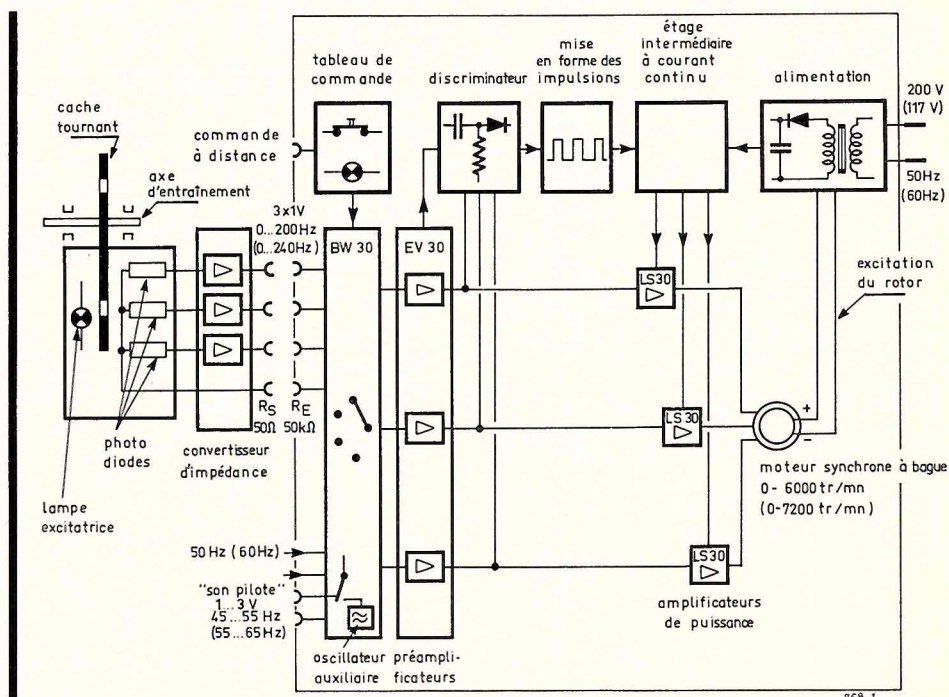 étage
intermédiaire
à courant
continu
mise
en forme des
impulsions
tableau de
commande
discriminateur
alimentation
200 V
(117 V)
50Hz
(60Hz)
cache
tournant
commande
à distance
axe
d'entraînement
3x1V
0...200Hz
(0...240Hz)
BW 30
EV 30
LS30
excitation
du rotor
LS 30
+
−
RS
50Ω
RE
50kΩ
photo
diodes
convertisseur
d'impédance
moteur synchrone à bague
0 - 6000 tr/mn
(0-7200 tr/mn)
lampe
excitatrice
50 Hz (60Hz)
LS30
"son pilote"
1...3 V
45...55 Hz
(55...65Hz)
amplificateurs
de puissance
oscillateur
auxiliaire
préampli-
ficateurs